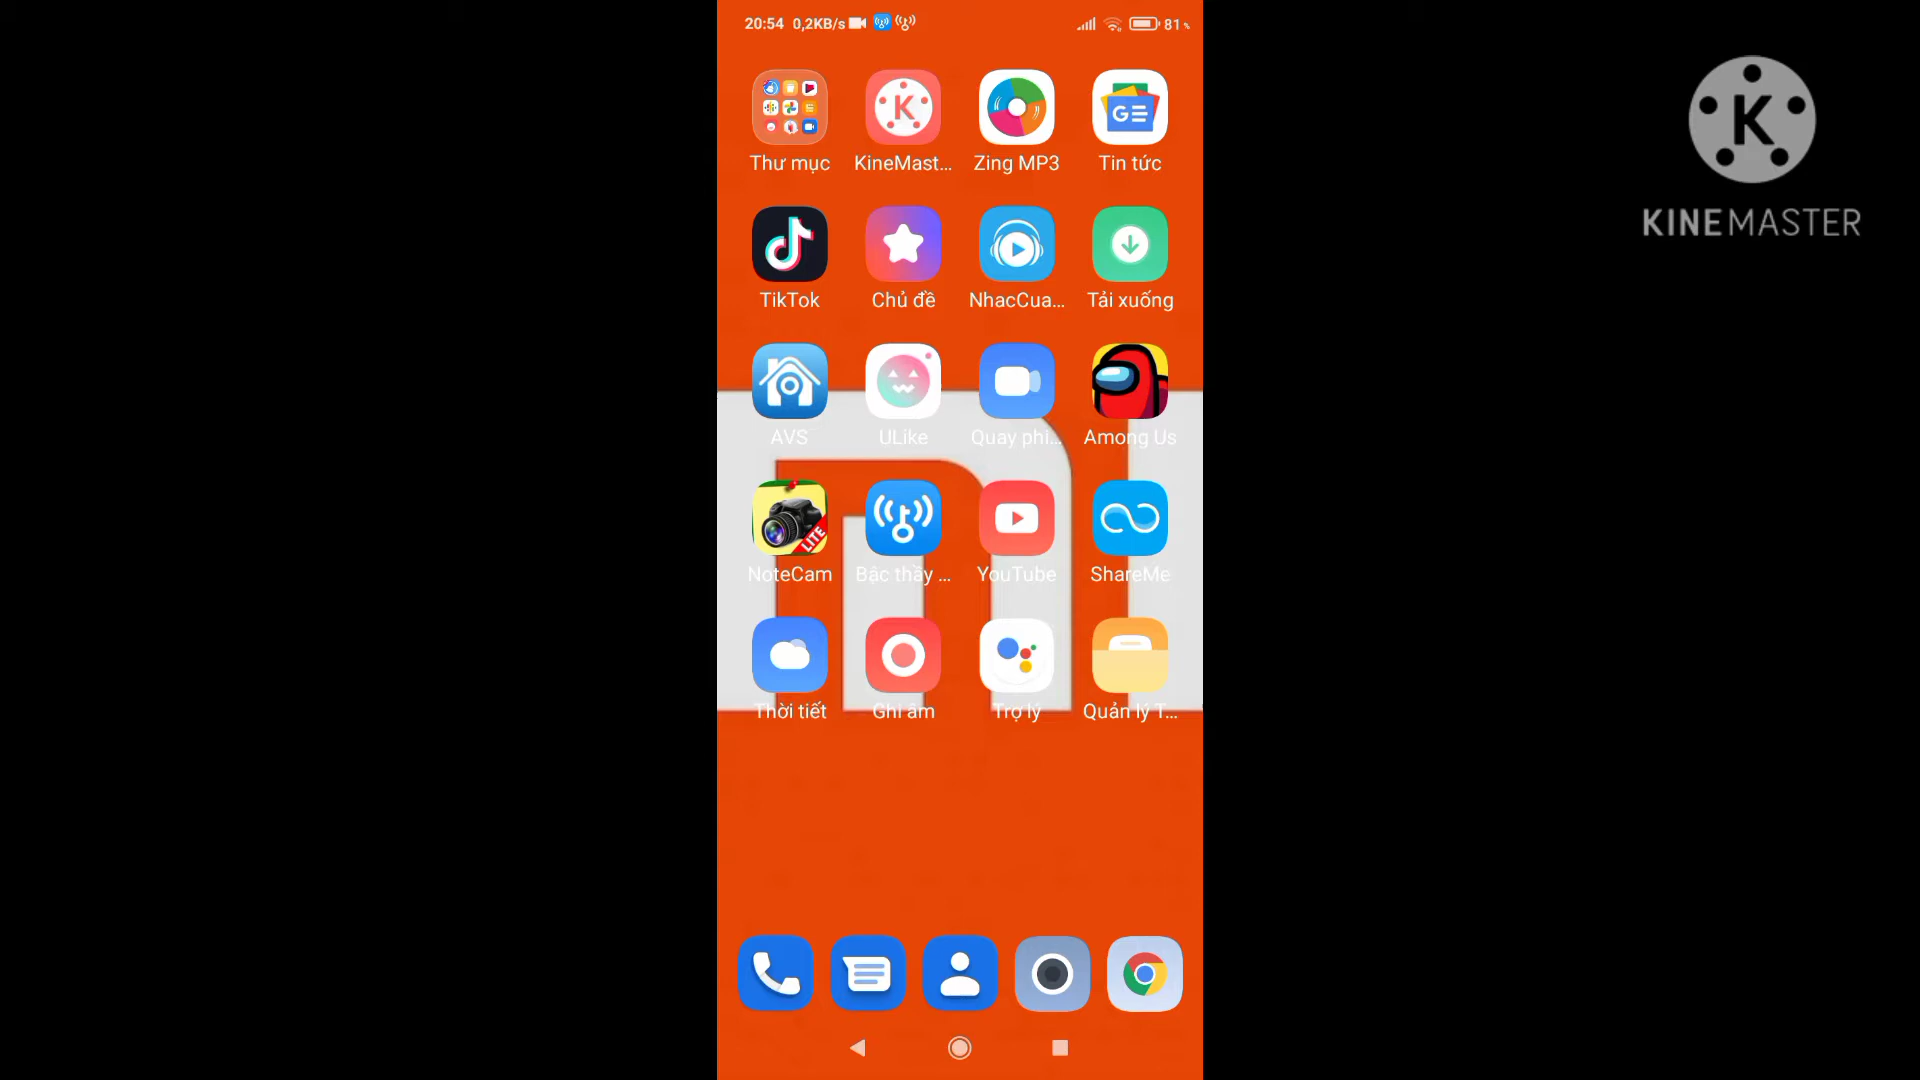 20:54 0,2KB/s
81 %
KINEMASTER
Thư mục KineMast... Zing MP3 Tin tức
TikTok Chủ đề NhacCua... Tải xuống
AVS ULike Quay phi... Among Us
LITE
NoteCam Bậc thầy ... YouTube ShareMe
Thời tiết Ghi âm Trợ lý Quản lý T...